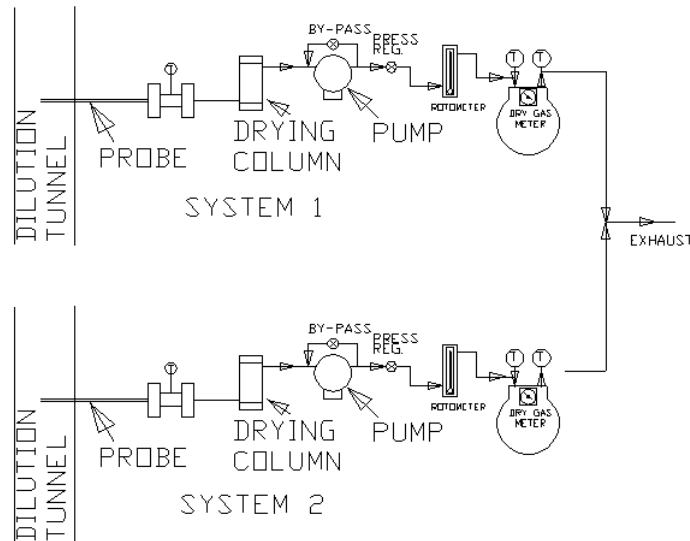 BY-PASS
PRESS
REG.
T
T
T
ROTOMETER
DRY GAS
METER
DILUTION
TUNNEL
PROBE
DRYING
COLUMN
PUMP
SYSTEM 1
EXHAUST
BY-PASS
PRESS
REG.
T
T
T
ROTOMETER
DRY GAS
METER
DILUTION
TUNNEL
PROBE
DRYING
COLUMN
PUMP
SYSTEM 2